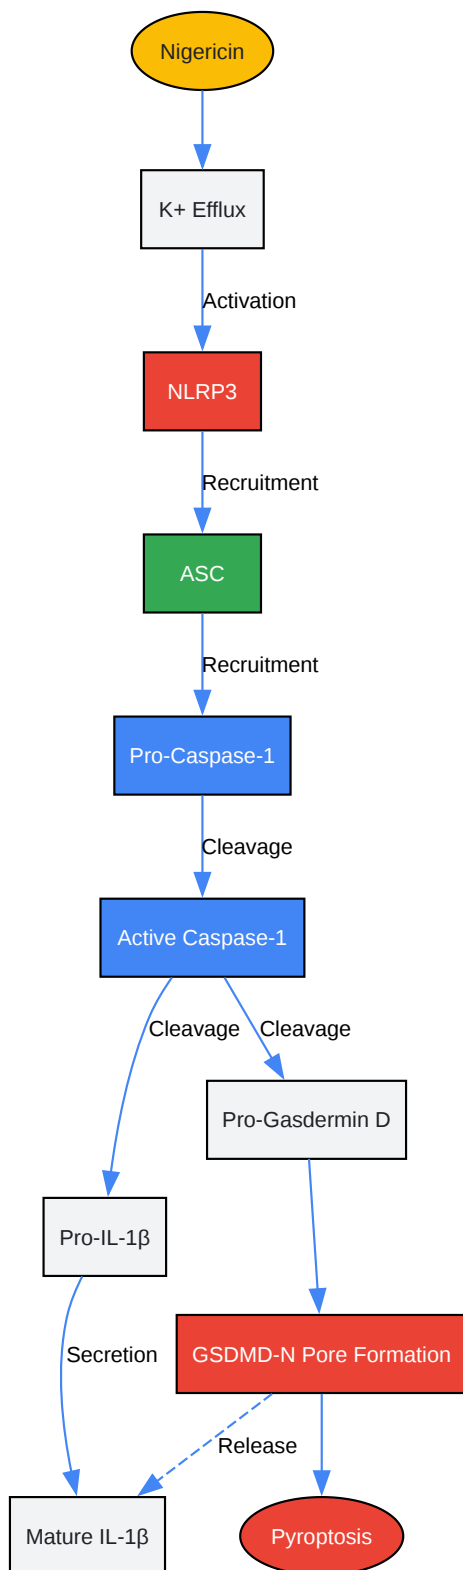 Nigericin
K+ Efflux
Activation
NLRP3
Recruitment
ASC
Recruitment
Pro-Caspase-1
Cleavage
Active Caspase-1
Cleavage
Cleavage
Pro-Gasdermin D
Pro-IL-1β
Secretion
GSDMD-N Pore Formation
Release
Mature IL-1β
Pyroptosis